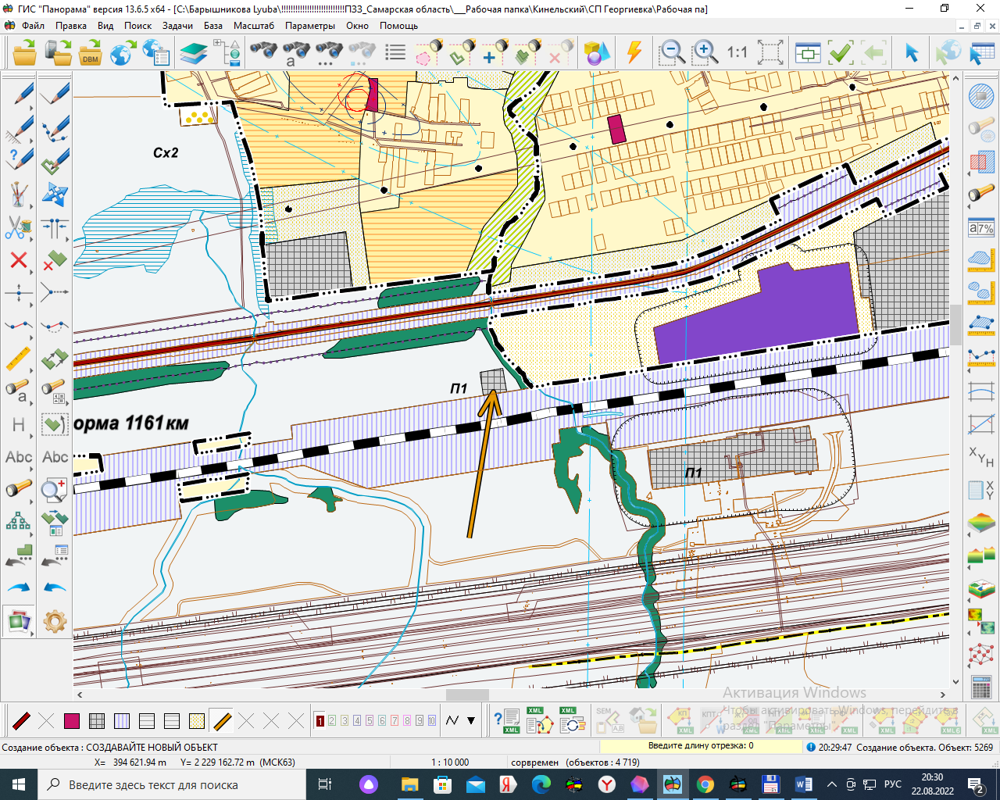 ГИС "Панорама" версия 13.6.5 x64 - [C:\Барышникова Lyuba\!!!!!!!!!!!!!!!!!!!!!!!!!!!ПЗЗ_Самарская область\___Рабочая папка\Кинельский\СП Георгиевка\Рабочая па]
Файл Правка Вид Поиск Задачи База Масштаб Параметры Окно Помощь
DBM
a
1:1
Сх2
a7%
П1
a
Н
орма 1161км
Abc Abc
П1
X Y Н
X Y
Активация Windows
Чтобы активировать Windows, перейдите в
раздел "Параметры".
1 2 3 4 5 6 7 8 9 10
XML XML XML
SEM
КП КПТ
XML
Создание объекта : СОЗДАВАЙТЕ НОВЫЙ ОБЪЕКТ
Введите длину отрезка: 0
20:29:47 Создание объекта. Объект: 5269
X= 394 621.94 m Y= 2 229 162.72 m (МСК63)
1 : 10 000
сорвремен (объектов : 4 719)
Введите здесь текст для поиска
РУС
20:30
22.08.2022
2